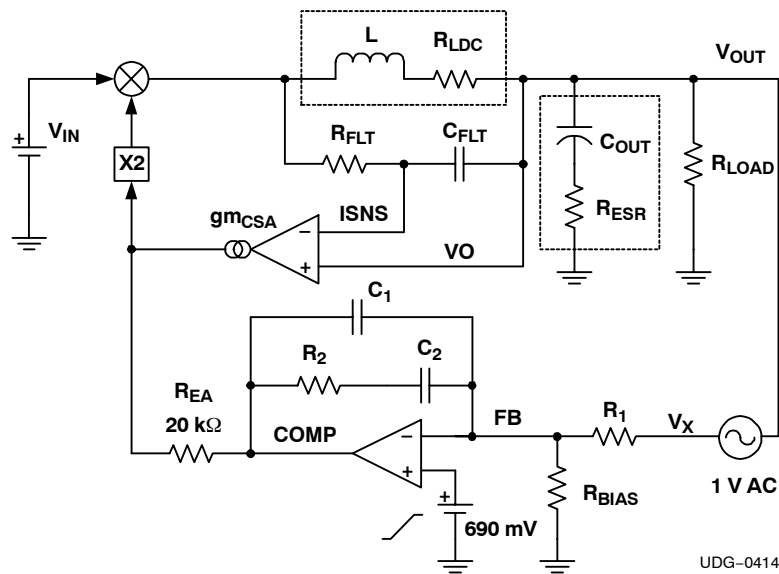 L
R_LDC
V_OUT
+
V_IN
X2
R_FLT
C_FLT
C_OUT
R_LOAD
R_ESR
gm_CSA
ISNS
−
VO
+
C_1
R_2
C_2
R_EA
20 kΩ
COMP
−
+
FB
R_1
V_X
1 V AC
R_BIAS
+
690 mV
UDG−0414